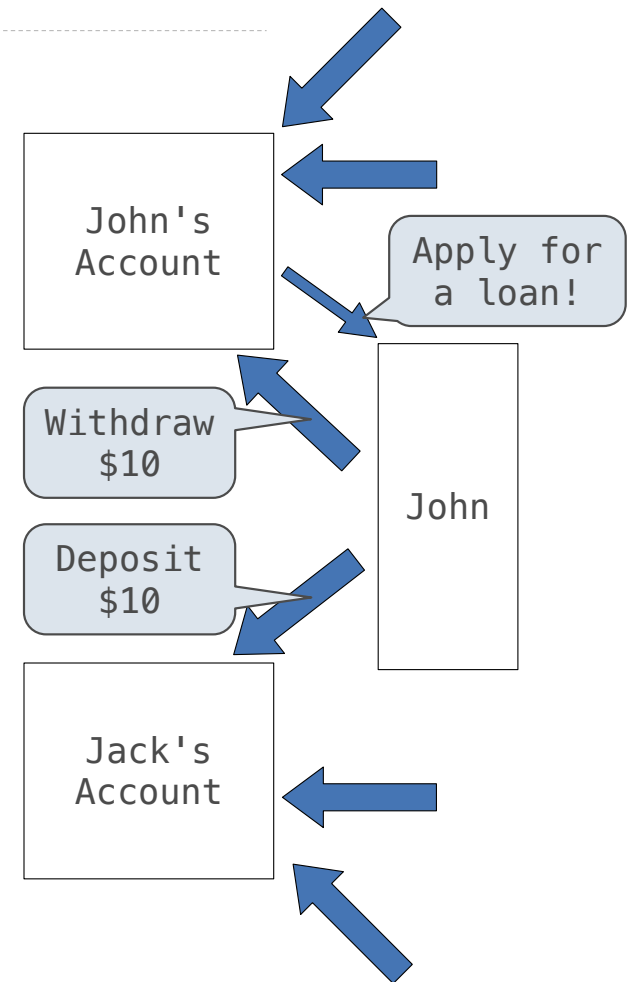 John's
Account
Apply for
a loan!
Withdraw
$10
John
Deposit
$10
Jack's
Account